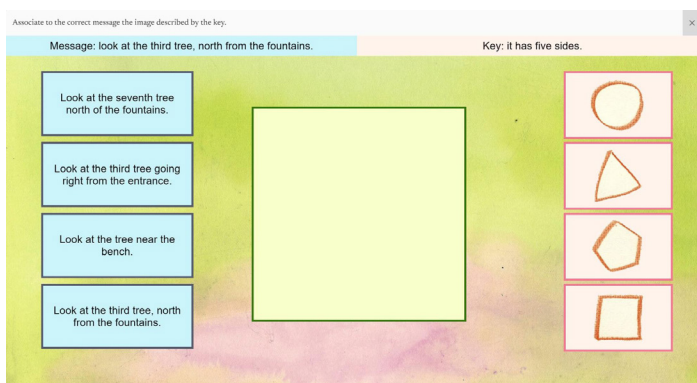 Associate to the correct message the image described by the key.
×
Message: look at the third tree, north from the fountains.
Key: it has five sides.
Look at the seventh tree
north of the fountains.
Look at the third tree going
right from the entrance.
Look at the tree near the
bench.
Look at the third tree, north
from the fountains.